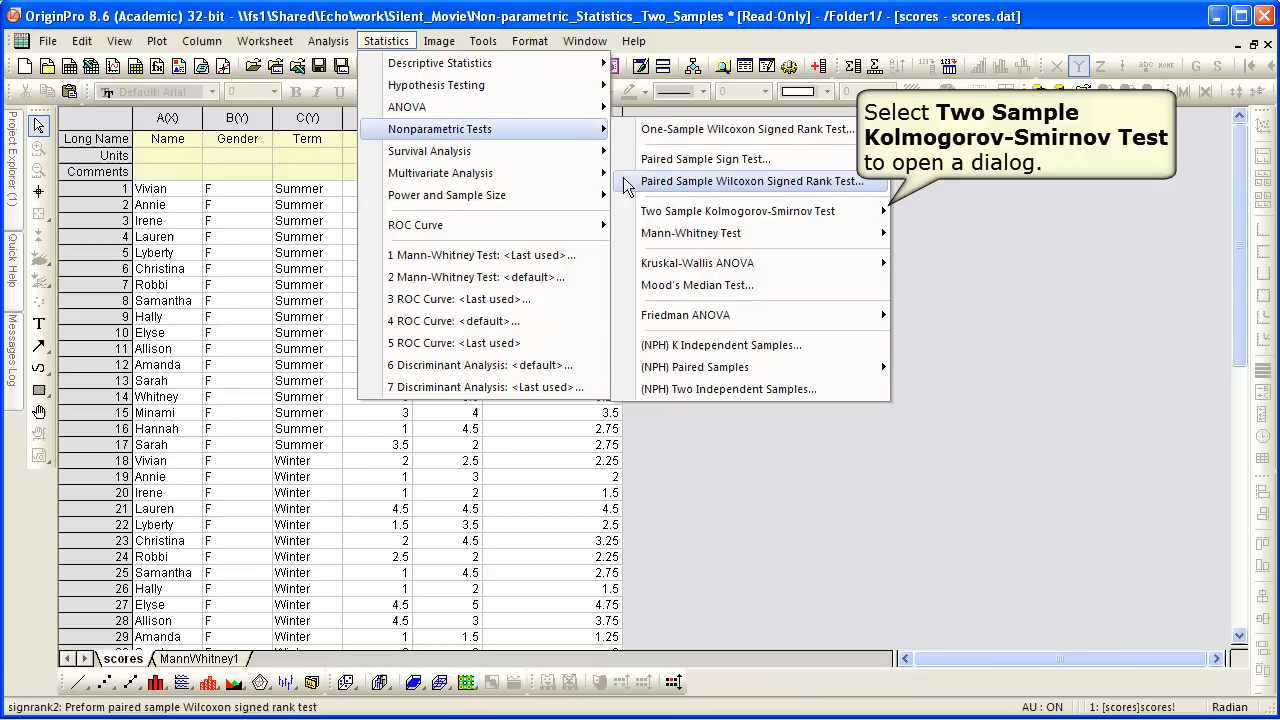 OriginPro 8.6 (Academic) 32-bit - \\fs1\Shared\Echo\work\Silent_Movie\Non-parametric_Statistics_Two_Samples * [Read-Only] - /Folder1/ - [scores - scores.dat]
File Edit View Plot Column Worksheet Analysis Statistics Image Tools Format Window Help
Default: Arial 0 B I U 0 0
Descriptive Statistics
Hypothesis Testing
ANOVA
Nonparametric Tests
Survival Analysis
Multivariate Analysis
Power and Sample Size
ROC Curve
1 Mann-Whitney Test: <Last used>...
2 Mann-Whitney Test: <default>...
3 ROC Curve: <Last used>...
4 ROC Curve: <default>...
5 ROC Curve: <Last used>
6 Discriminant Analysis: <default>...
7 Discriminant Analysis: <Last used>...
One-Sample Wilcoxon Signed Rank Test...
Paired Sample Sign Test...
Paired Sample Wilcoxon Signed Rank Test...
Two Sample Kolmogorov-Smirnov Test
Mann-Whitney Test
Kruskal-Wallis ANOVA
Mood's Median Test...
Friedman ANOVA
(NPH) K Independent Samples...
(NPH) Paired Samples
(NPH) Two Independent Samples...
Select Two Sample
Kolmogorov-Smirnov Test
to open a dialog.
Project Explorer (1)
Quick Help
Messages Log
A(X) B(Y) C(Y)
Long Name Name Gender Term
Units
Comments
1 Vivian F Summer
2 Annie F Summer
3 Irene F Summer
4 Lauren F Summer
5 Lyberty F Summer
6 Christina F Summer
7 Robbi F Summer
8 Samantha F Summer
9 Hally F Summer
10 Elyse F Summer
11 Allison F Summer
12 Amanda F Summer
13 Sarah F Summer
14 Whitney F Summer
15 Minami F Summer 3 4 3.5
16 Hannah F Summer 1 4.5 2.75
17 Sarah F Summer 3.5 2 2.75
18 Vivian F Winter 2 2.5 2.25
19 Annie F Winter 1 3 2
20 Irene F Winter 1 2 1.5
21 Lauren F Winter 4.5 4.5 4.5
22 Lyberty F Winter 1.5 3.5 2.5
23 Christina F Winter 2 4.5 3.25
24 Robbi F Winter 2.5 2 2.25
25 Samantha F Winter 1 4.5 2.75
26 Hally F Winter 1 2 1.5
27 Elyse F Winter 4.5 5 4.75
28 Allison F Winter 4.5 3 3.75
29 Amanda F Winter 1 1.5 1.25
scores MannWhitney1
signrank2: Preform paired sample Wilcoxon signed rank test AU : ON 1: [scores]scores! Radian